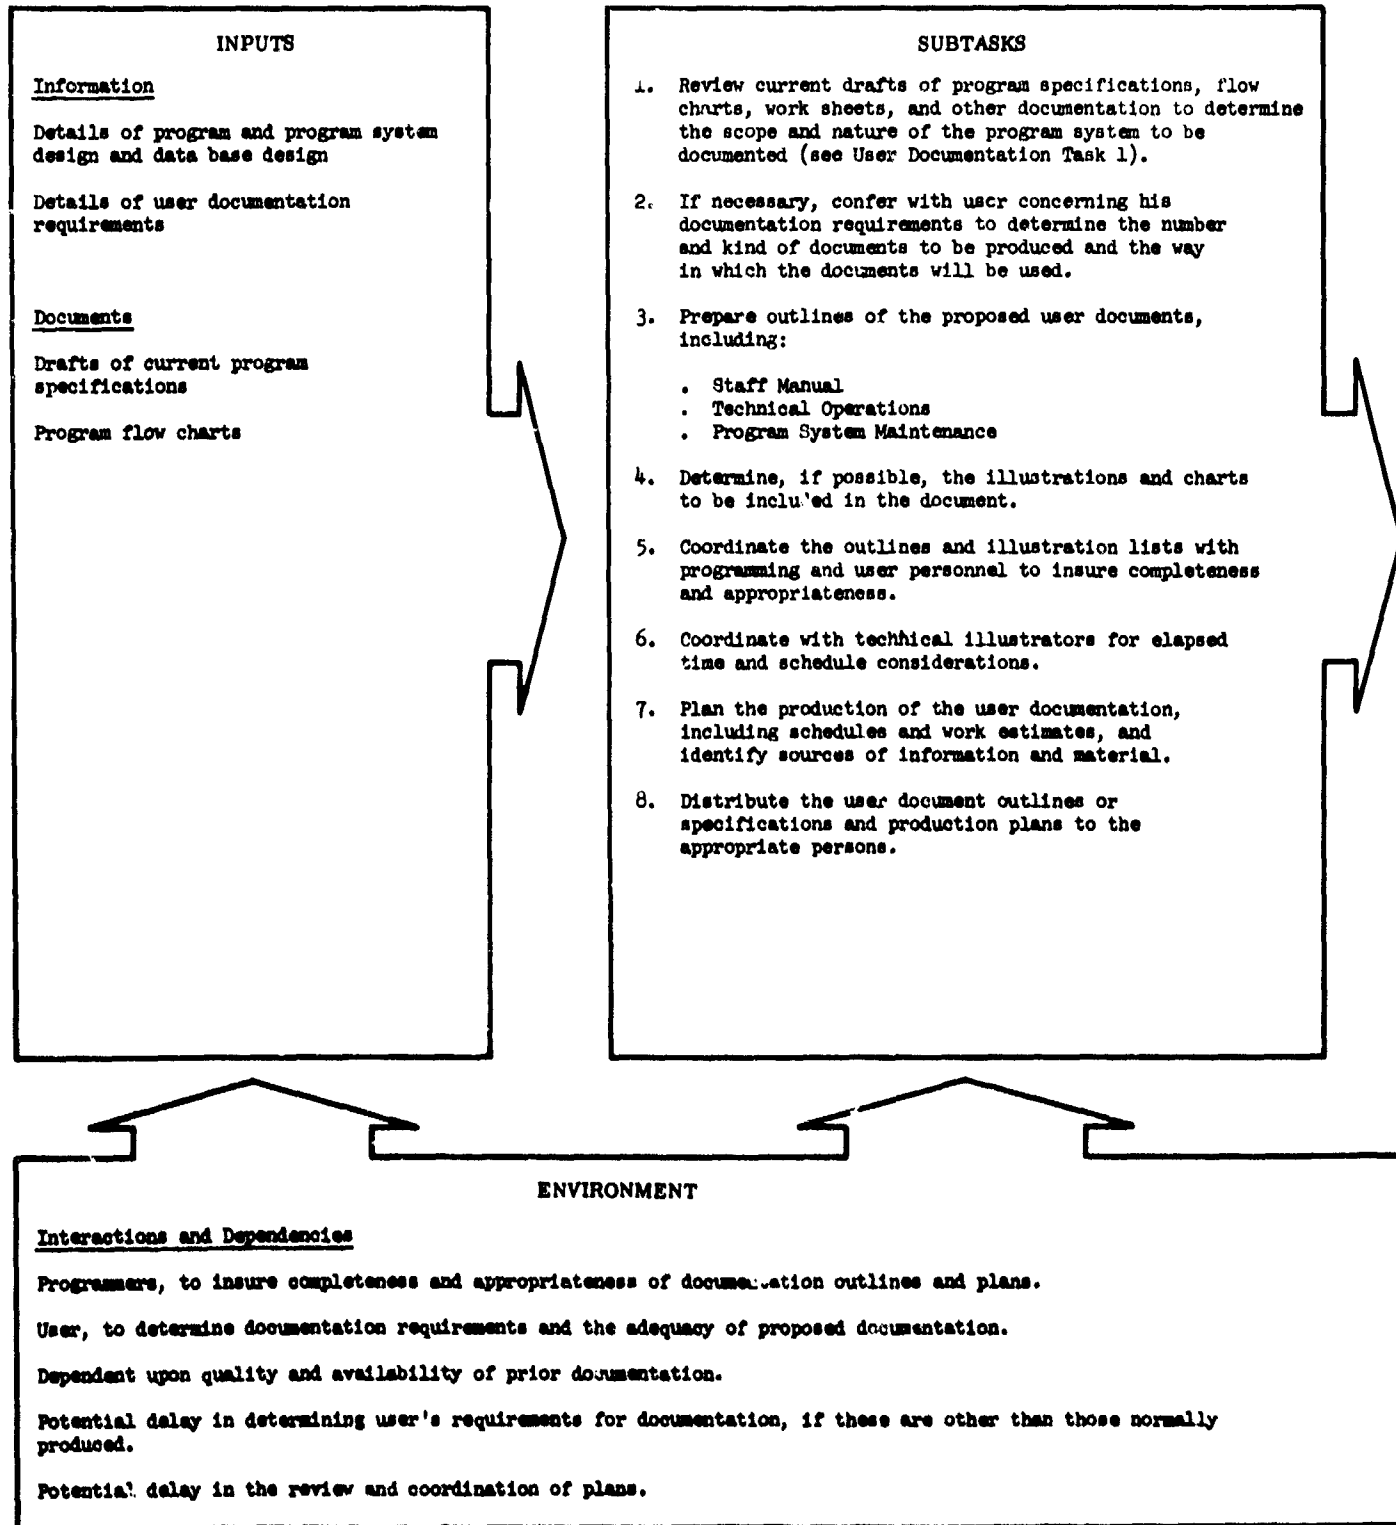 INPUTS
Information
Details of program and program system
design and data base design
Details of user documentation
requirements
Documents
Drafts of current program
specifications
Program flow charts
SUBTASKS
1. Review current drafts of program specifications, flow
charts, work sheets, and other documentation to determine
the scope and nature of the program system to be
documented (see User Documentation Task 1).
2. If necessary, confer with user concerning his
documentation requirements to determine the number
and kind of documents to be produced and the way
in which the documents will be used.
3. Prepare outlines of the proposed user documents,
including:
. Staff Manual
. Technical Operations
. Program System Maintenance
4. Determine, if possible, the illustrations and charts
to be included in the document.
5. Coordinate the outlines and illustration lists with
programming and user personnel to insure completeness
and appropriateness.
6. Coordinate with technical illustrators for elapsed
time and schedule considerations.
7. Plan the production of the user documentation,
including schedules and work estimates, and
identify sources of information and material.
8. Distribute the user document outlines or
specifications and production plans to the
appropriate persons.
ENVIRONMENT
Interactions and Dependencies
Programmers, to insure completeness and appropriateness of documentation outlines and plans.
User, to determine documentation requirements and the adequacy of proposed documentation.
Dependent upon quality and availability of prior documentation.
Potential delay in determining user's requirements for documentation, if these are other than those normally
produced.
Potential delay in the review and coordination of plans.